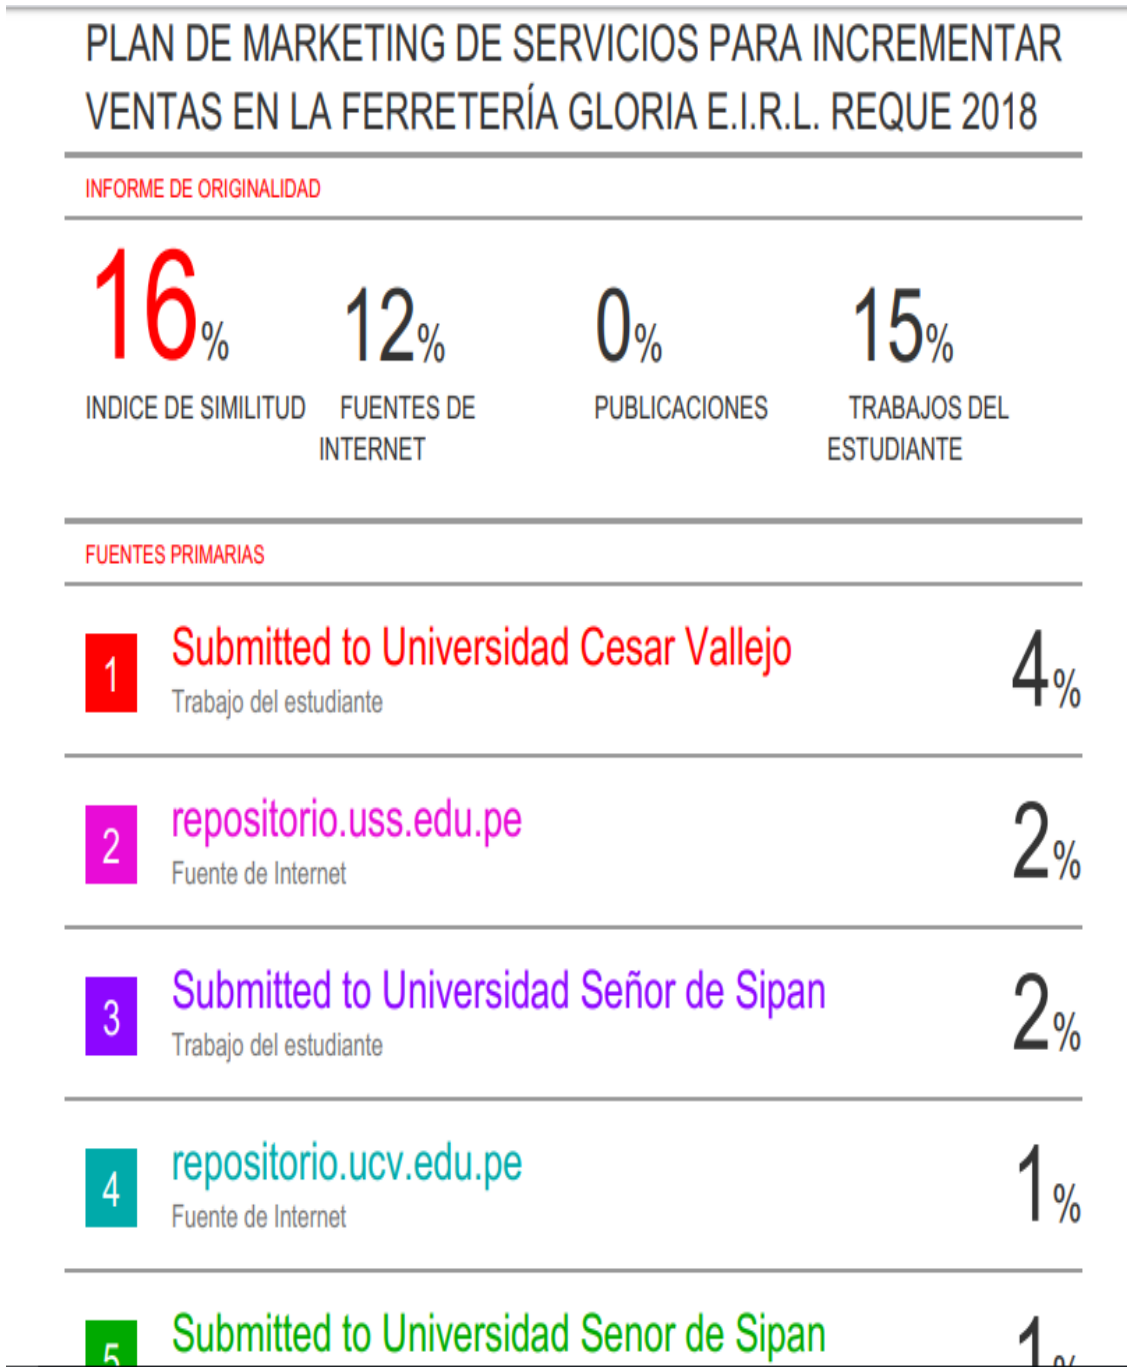 PLAN DE MARKETING DE SERVICIOS PARA INCREMENTAR
VENTAS EN LA FERRETERÍA GLORIA E.I.R.L. REQUE 2018
INFORME DE ORIGINALIDAD
16% 12% 0% 15%
INDICE DE SIMILITUD FUENTES DE PUBLICACIONES TRABAJOS DEL
INTERNET ESTUDIANTE
FUENTES PRIMARIAS
1 Submitted to Universidad Cesar Vallejo 4%
Trabajo del estudiante
2 repositorio.uss.edu.pe 2%
Fuente de Internet
3 Submitted to Universidad Señor de Sipan 2%
Trabajo del estudiante
4 repositorio.ucv.edu.pe 1%
Fuente de Internet
5 Submitted to Universidad Senor de Sipan 1%